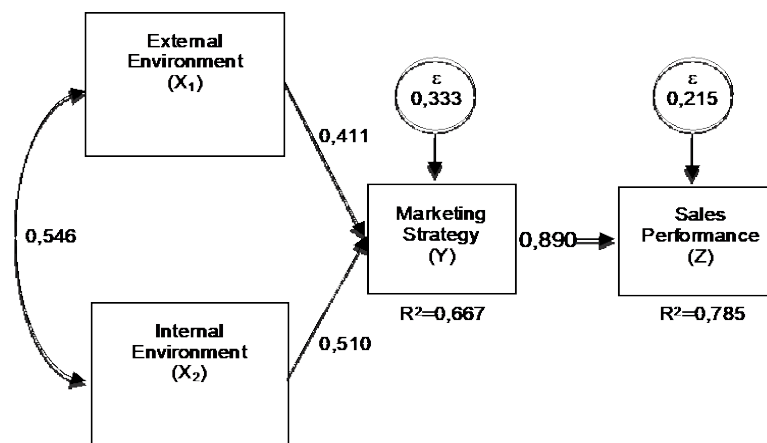 External
Environment
(X₁)
ε
0,333
ε
0,215
0,411
Marketing
Strategy
(Y)
0,890
Sales
Performance
(Z)
0,546
R²=0,667
R²=0,785
Internal
Environment
(X₂)
0,510